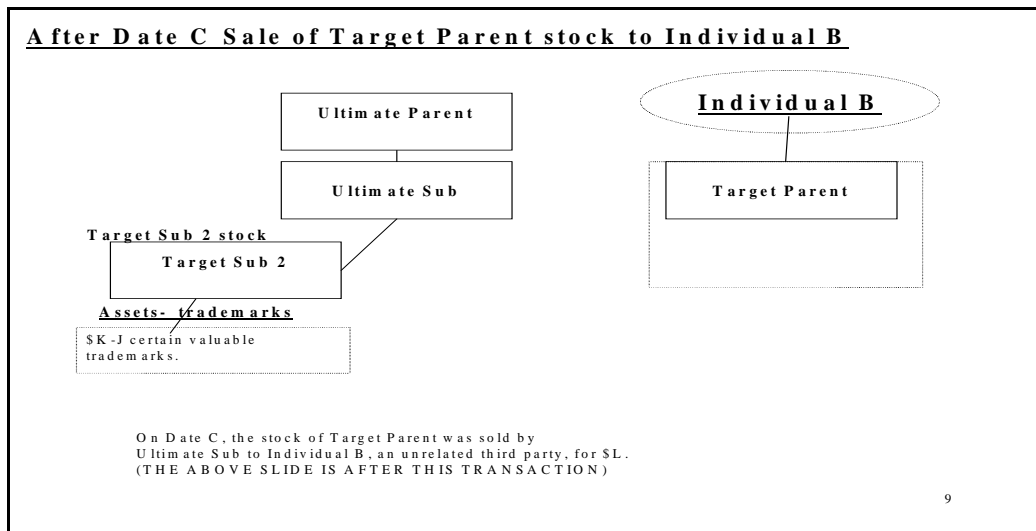 After Date C Sale of Target Parent stock to Individual B
Ultimate Parent
Individual B
Ultimate Sub
Target Parent
Target Sub 2 stock
Target Sub 2
Assets- trademarks
$K-J certain valuable
trademarks.
On Date C, the stock of Target Parent was sold by
Ultimate Sub to Individual B, an unrelated third party, for $L.
(THE ABOVE SLIDE IS AFTER THIS TRANSACTION)
9